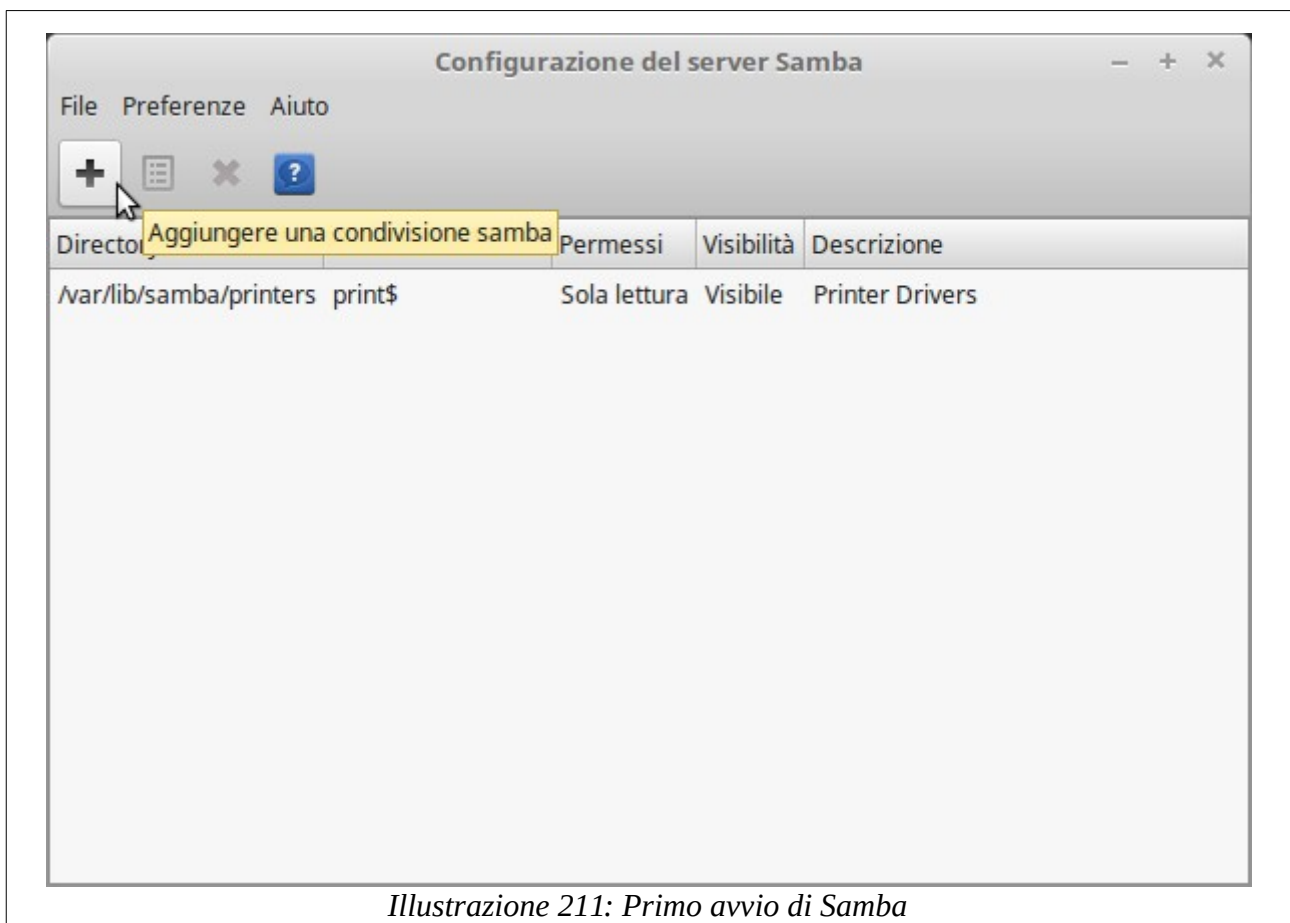 Configurazione del server Samba
File Preferenze Aiuto
Aggiungere una condivisione samba
Permessi Visibilità Descrizione
/var/lib/samba/printers print$ Sola lettura Visibile Printer Drivers
Illustrazione 211: Primo avvio di Samba